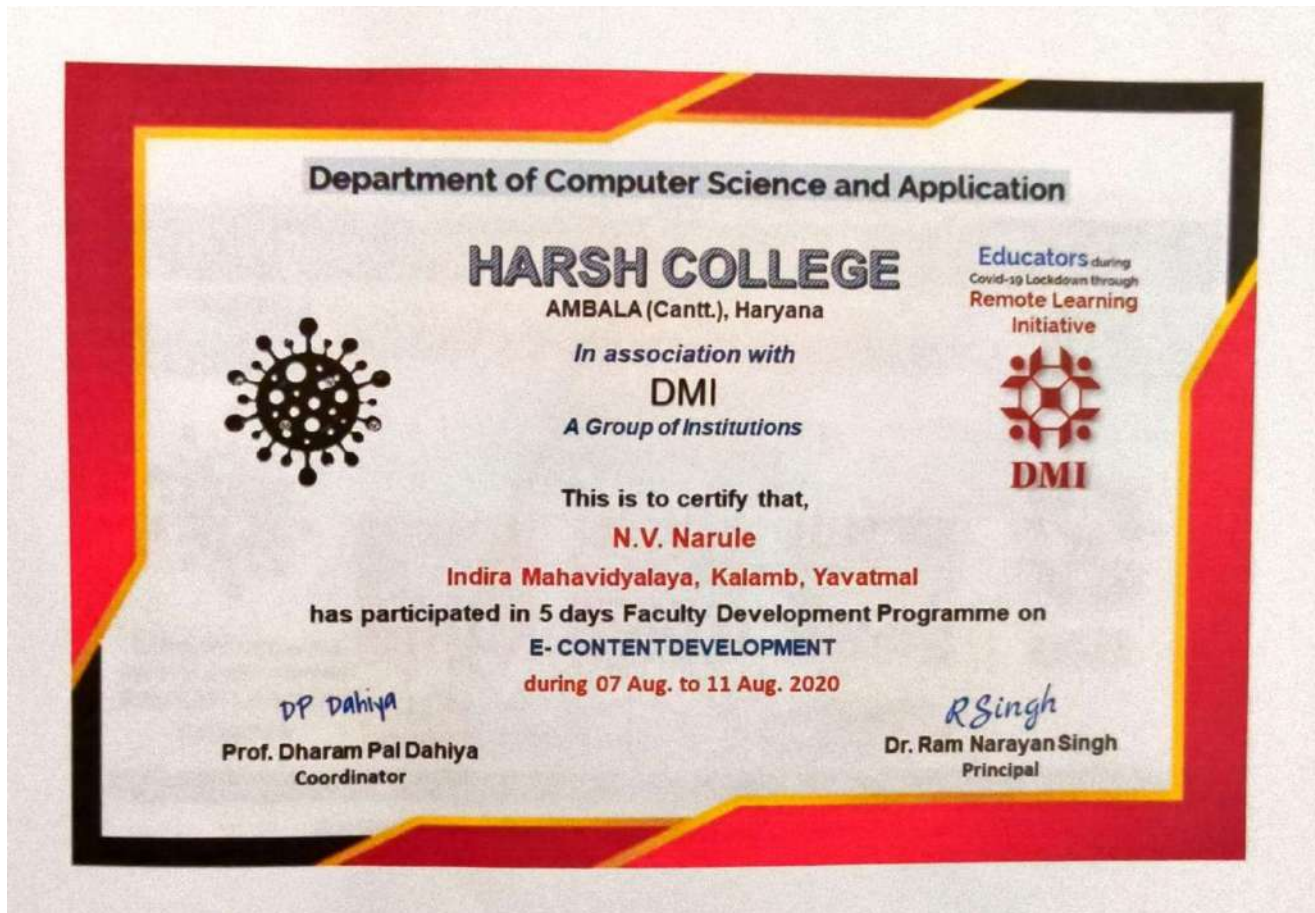 Department of Computer Science and Application
HARSH COLLEGE
AMBALA (Cantt.), Haryana
In association with
DMI
A Group of Institutions
Educators during
Covid-19 Lockdown through
Remote Learning
Initiative
DMI
This is to certify that,
N.V. Narule
Indira Mahavidyalaya, Kalamb, Yavatmal
has participated in 5 days Faculty Development Programme on
E- CONTENT DEVELOPMENT
during 07 Aug. to 11 Aug. 2020
DP Dahiya
Prof. Dharam Pal Dahiya
Coordinator
R Singh
Dr. Ram Narayan Singh
Principal